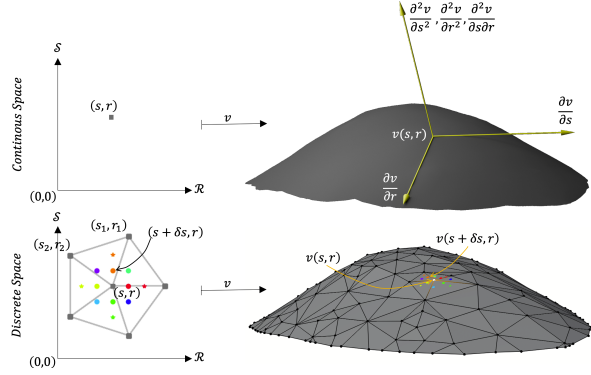 ∂²v/∂s², ∂²v/∂r², ∂²v/∂s∂r
𝒮
Continous Space
(s,r)
v
v(s,r)
∂v/∂s
∂v/∂r
(0,0)
ℛ
𝒮
Discrete Space
(s₁,r₁)
(s₂,r₂)
(s + δs,r)
(s,r)
v
v(s,r)
v(s + δs,r)
(0,0)
ℛ